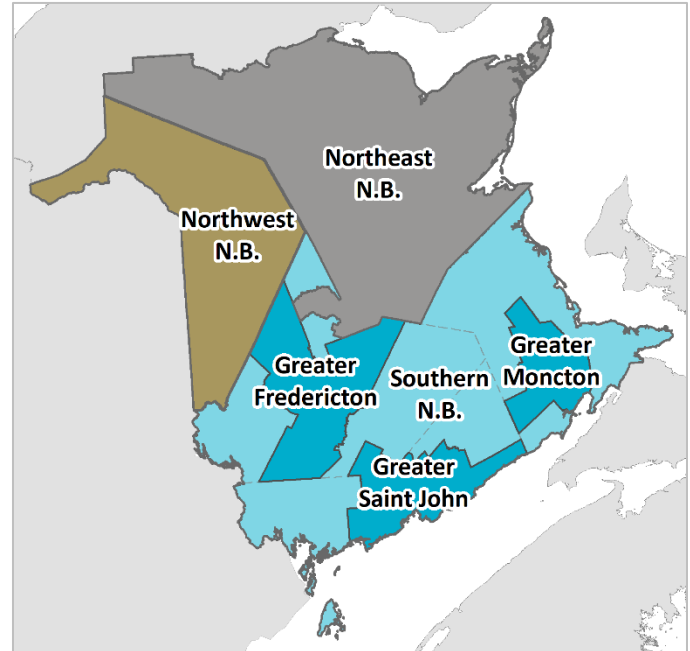 Northeast
N.B.
Northwest
N.B.
Greater
Moncton
Greater
Fredericton
Southern
N.B.
Greater
Saint John